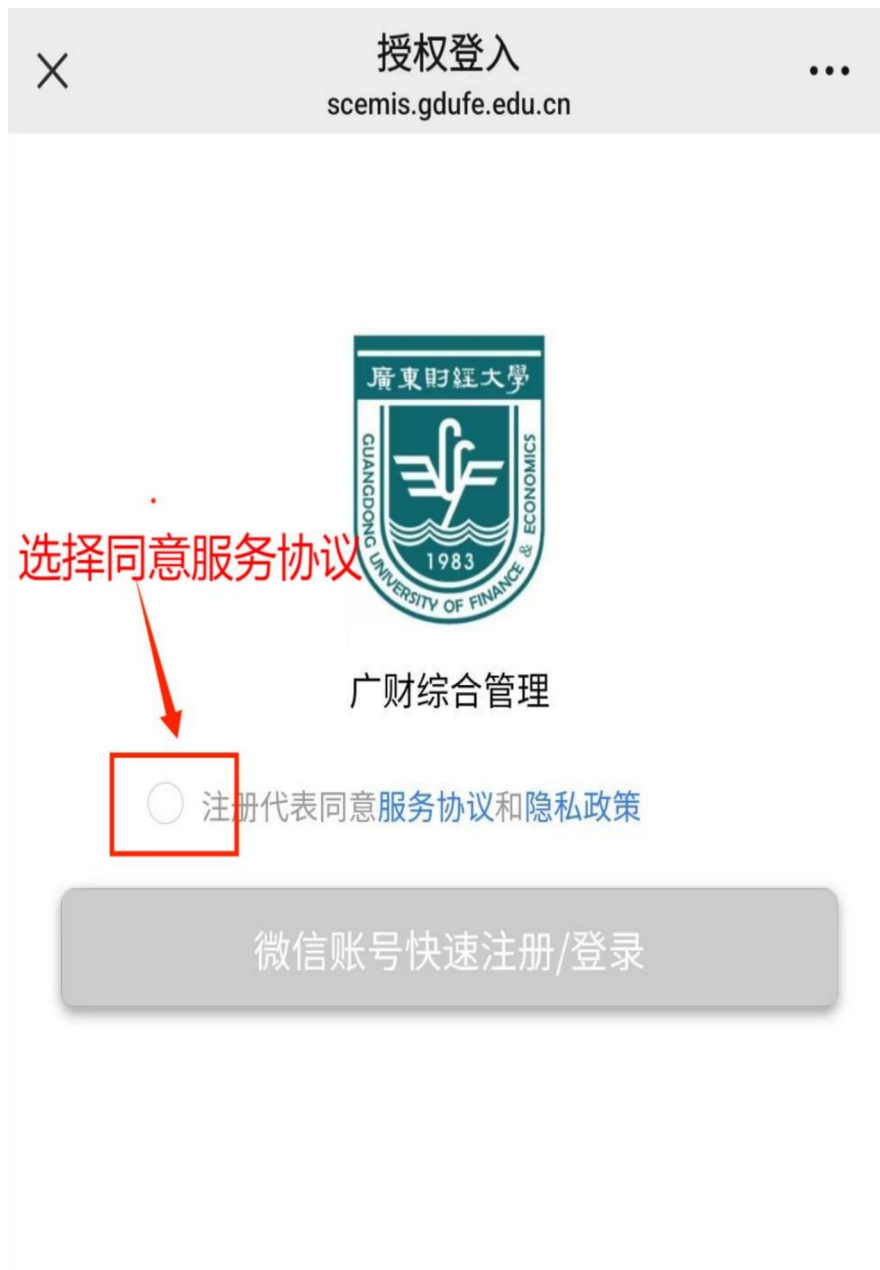 授权登入
scemis.gdufe.edu.cn
廣東財經大學
GUANGDONG UNIVERSITY OF FINANCE & ECONOMICS
1983
选择同意服务协议
广财综合管理
注册代表同意服务协议和隐私政策
微信账号快速注册/登录